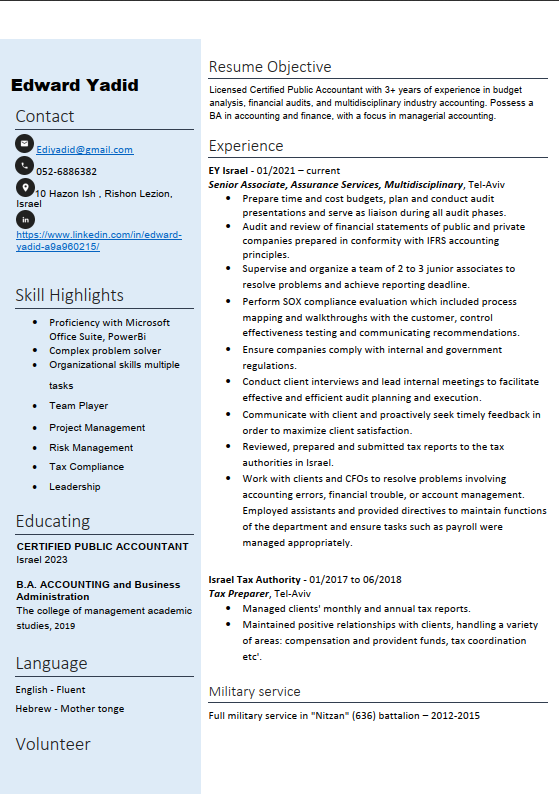 Edward Yadid
Contact
Ediyadid@gmail.com
052-6886382
10 Hazon Ish , Rishon Lezion,
Israel
https://www.linkedin.com/in/edward-
yadid-a9a960215/
Skill Highlights
• Proficiency with Microsoft
Office Suite, PowerBi
• Complex problem solver
• Organizational skills multiple
tasks
• Team Player
• Project Management
• Risk Management
• Tax Compliance
• Leadership
Educating
CERTIFIED PUBLIC ACCOUNTANT
Israel 2023
B.A. ACCOUNTING and Business
Administration
The college of management academic
studies, 2019
Language
English - Fluent
Hebrew - Mother tonge
Volunteer
Resume Objective
Licensed Certified Public Accountant with 3+ years of experience in budget
analysis, financial audits, and multidisciplinary industry accounting. Possess a
BA in accounting and finance, with a focus in managerial accounting.
Experience
EY Israel - 01/2021 – current
Senior Associate, Assurance Services, Multidisciplinary, Tel-Aviv
• Prepare time and cost budgets, plan and conduct audit
presentations and serve as liaison during all audit phases.
• Audit and review of financial statements of public and private
companies prepared in conformity with IFRS accounting
principles.
• Supervise and organize a team of 2 to 3 junior associates to
resolve problems and achieve reporting deadline.
• Perform SOX compliance evaluation which included process
mapping and walkthroughs with the customer, control
effectiveness testing and communicating recommendations.
• Ensure companies comply with internal and government
regulations.
• Conduct client interviews and lead internal meetings to facilitate
effective and efficient audit planning and execution.
• Communicate with client and proactively seek timely feedback in
order to maximize client satisfaction.
• Reviewed, prepared and submitted tax reports to the tax
authorities in Israel.
• Work with clients and CFOs to resolve problems involving
accounting errors, financial trouble, or account management.
Employed assistants and provided directives to maintain functions
of the department and ensure tasks such as payroll were
managed appropriately.
Israel Tax Authority - 01/2017 to 06/2018
Tax Preparer, Tel-Aviv
• Managed clients' monthly and annual tax reports.
• Maintained positive relationships with clients, handling a variety
of areas: compensation and provident funds, tax coordination
etc'.
Military service
Full military service in "Nitzan" (636) battalion – 2012-2015